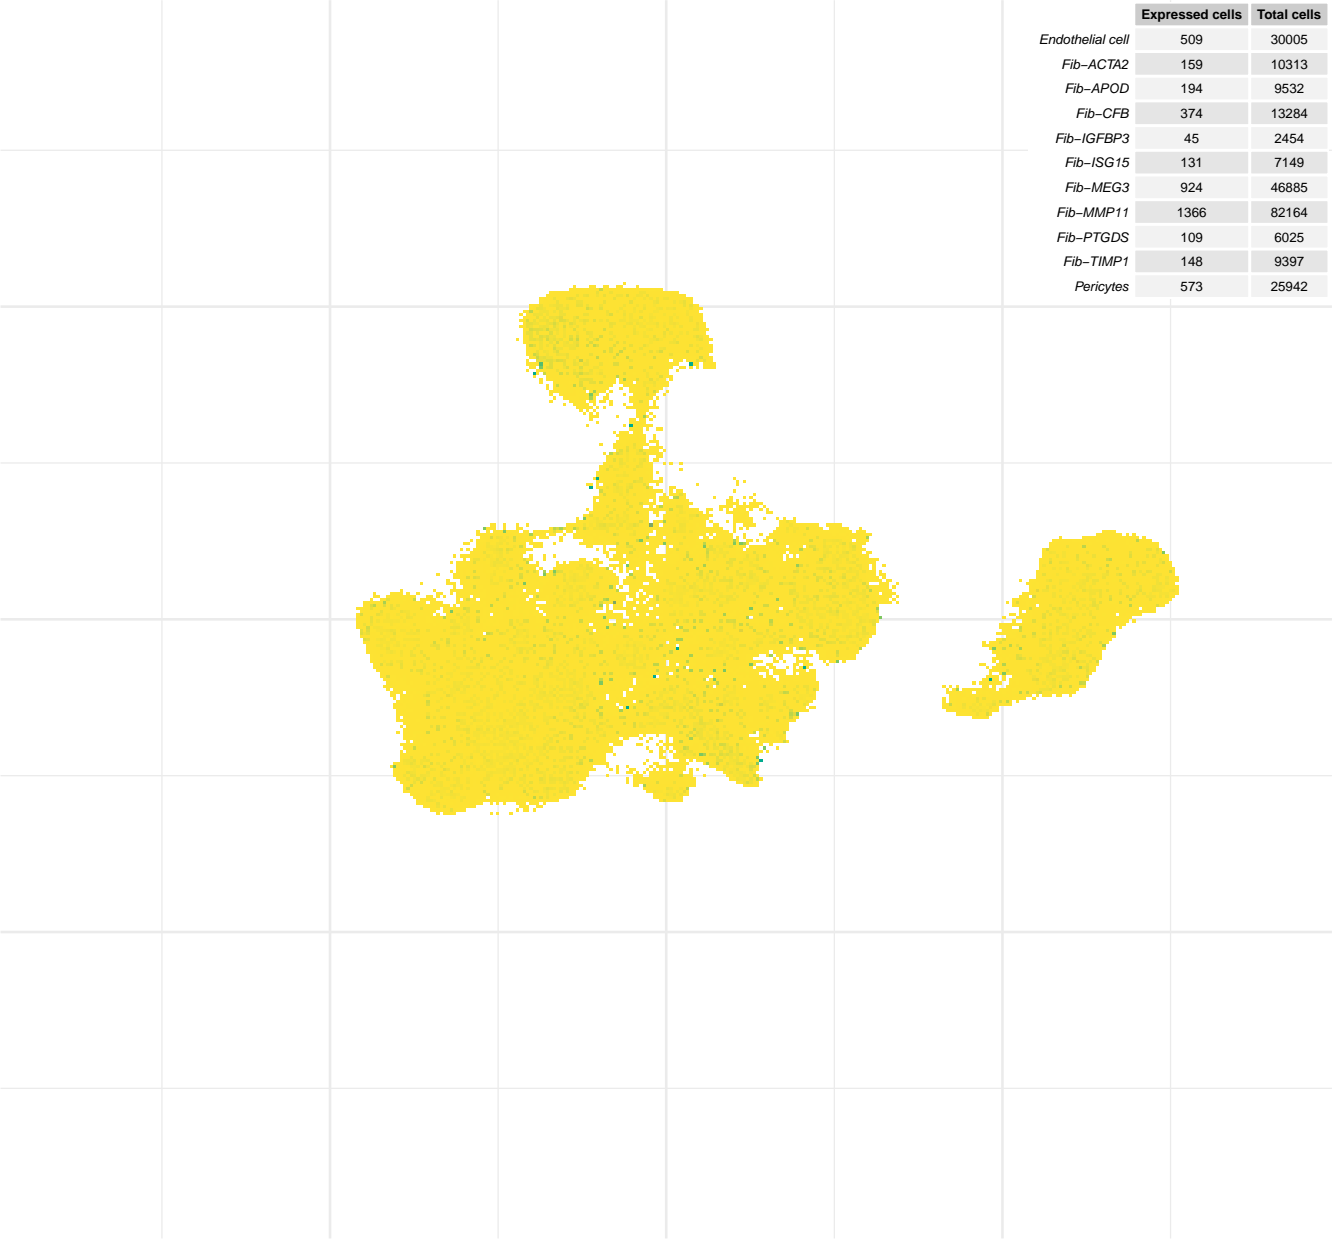 Expressed cells Total cells
Endothelial cell 509 30005
Fib−ACTA2 159 10313
Fib−APOD 194 9532
Fib−CFB 374 13284
Fib−IGFBP3 45 2454
Fib−ISG15 131 7149
Fib−MEG3 924 46885
Fib−MMP11 1366 82164
Fib−PTGDS 109 6025
Fib−TIMP1 148 9397
Pericytes 573 25942